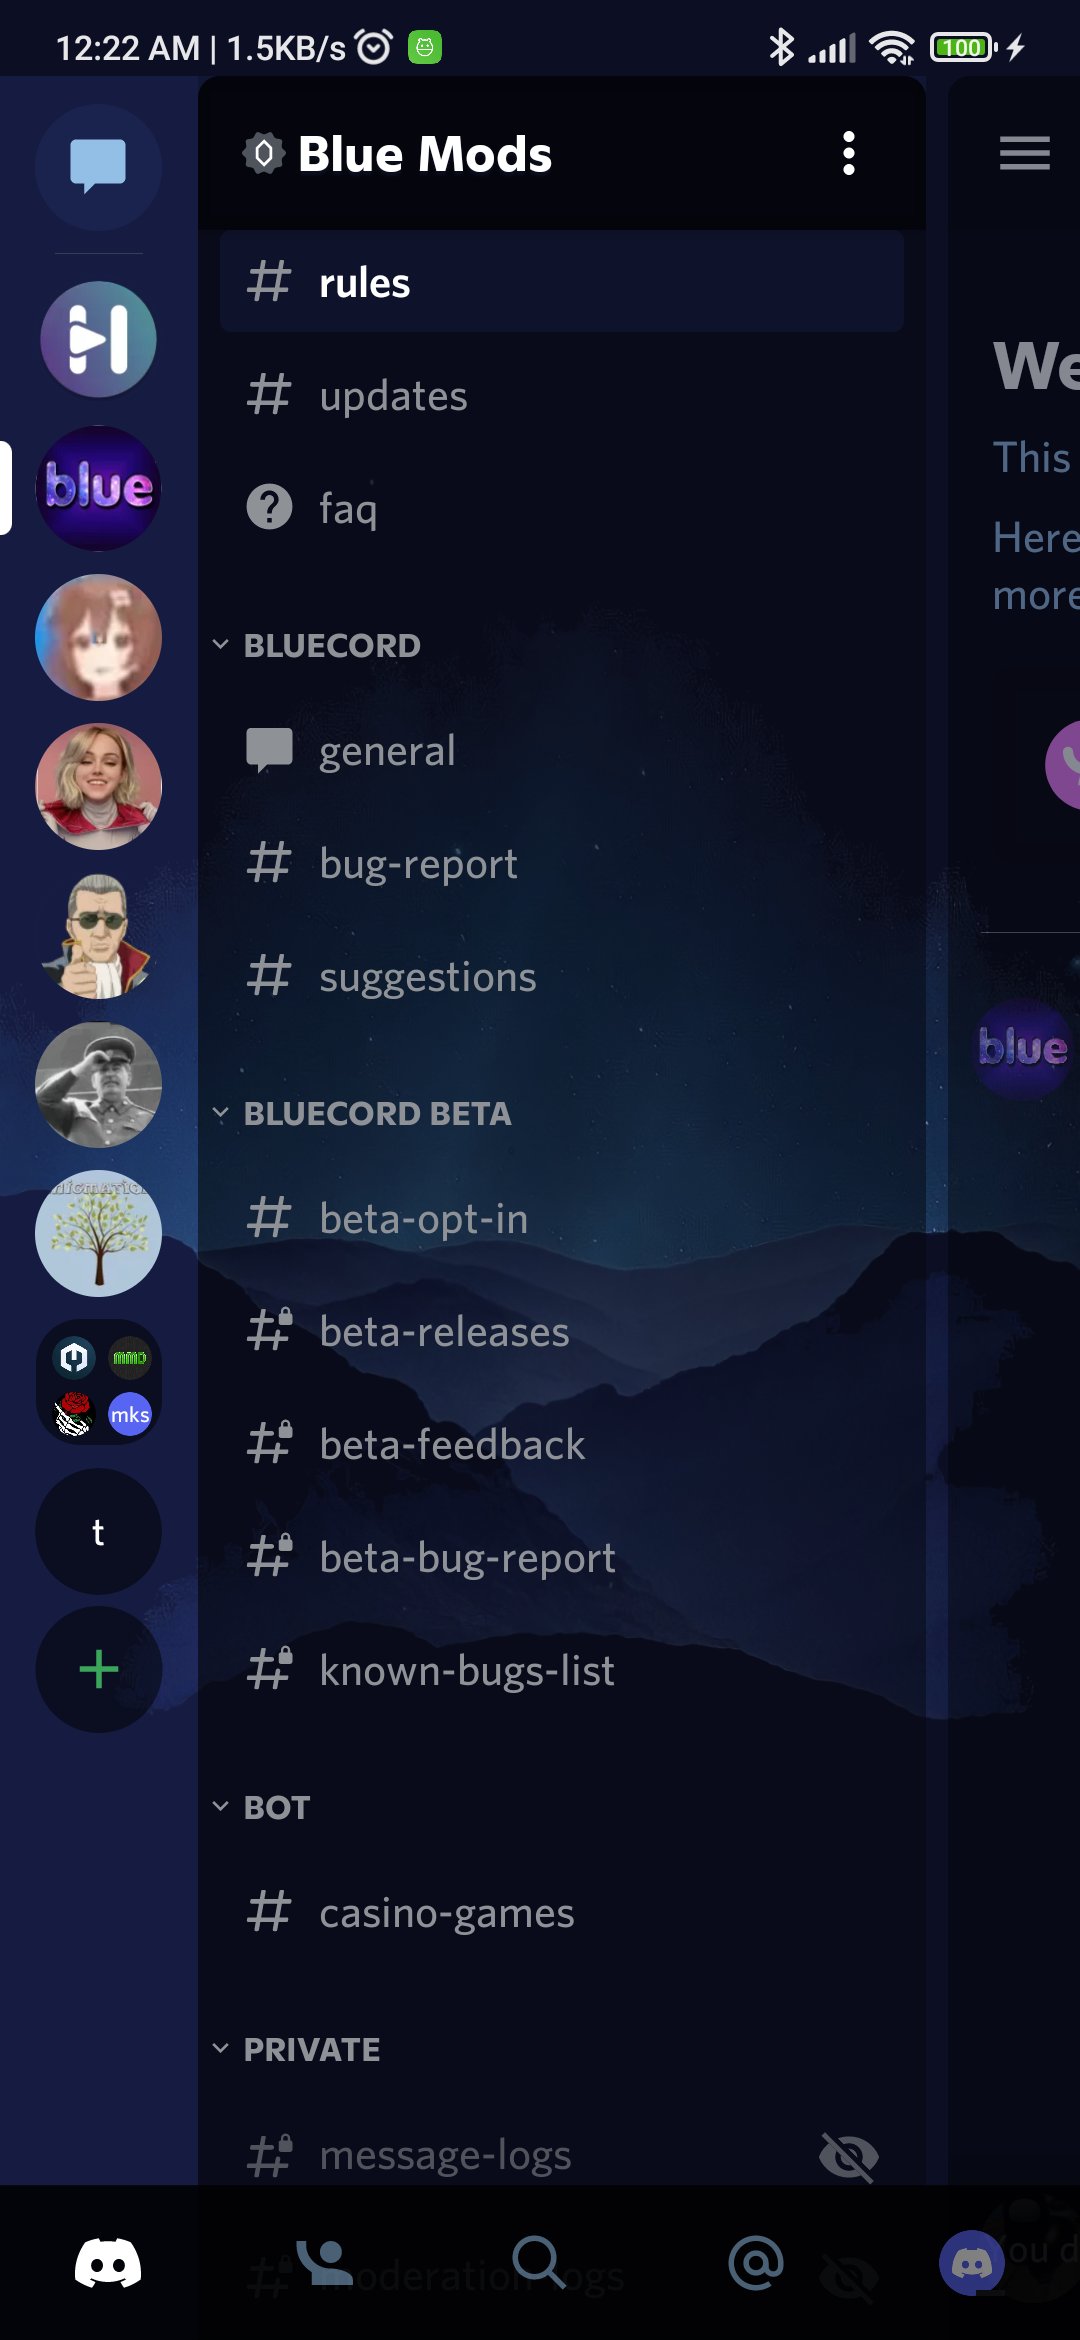 12:22 AM | 1.5KB/s
100
Blue Mods
rules
updates
faq
BLUECORD
general
bug-report
suggestions
BLUECORD BETA
beta-opt-in
beta-releases
beta-feedback
beta-bug-report
known-bugs-list
BOT
casino-games
PRIVATE
message-logs
moderation-logs
blue
mks
t
We
This
Here
more
blue
You d